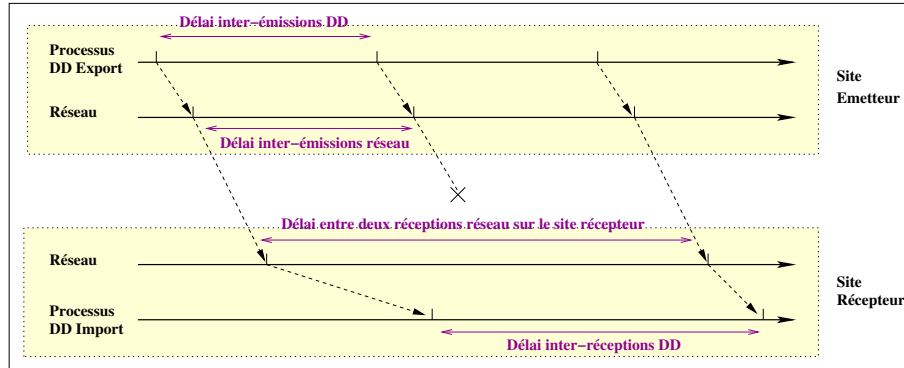 Délai inter−émissions DD
Processus
DD Export
Site
Emetteur
Réseau
Délai inter−émissions réseau
Délai entre deux réceptions réseau sur le site récepteur
Réseau
Site
Récepteur
Processus
DD Import
Délai inter−réceptions DD